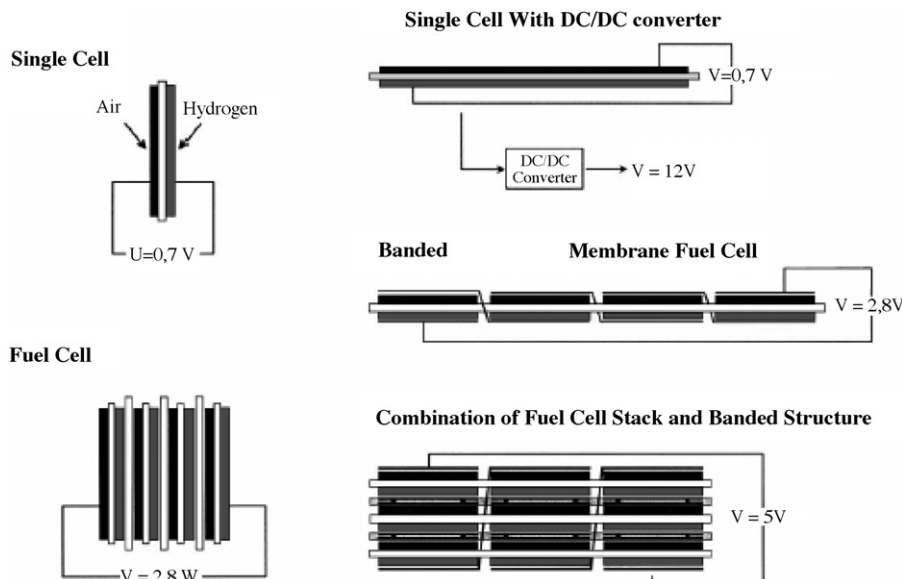 Single Cell With DC/DC converter
Single Cell
V=0,7 V
Air
Hydrogen
DC/DC
Converter
V = 12V
U=0,7 V
Banded
Membrane Fuel Cell
V = 2,8V
Fuel Cell
Combination of Fuel Cell Stack and Banded Structure
V = 5V
V = 2,8 W